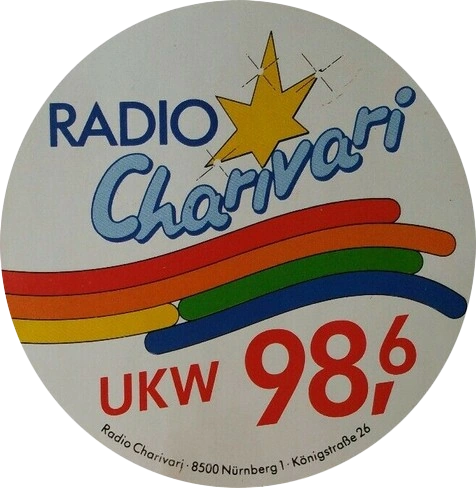 RADIO
Charivari
UKW 98,6
Radio Charivari · 8500 Nürnberg 1 · Königstraße 26